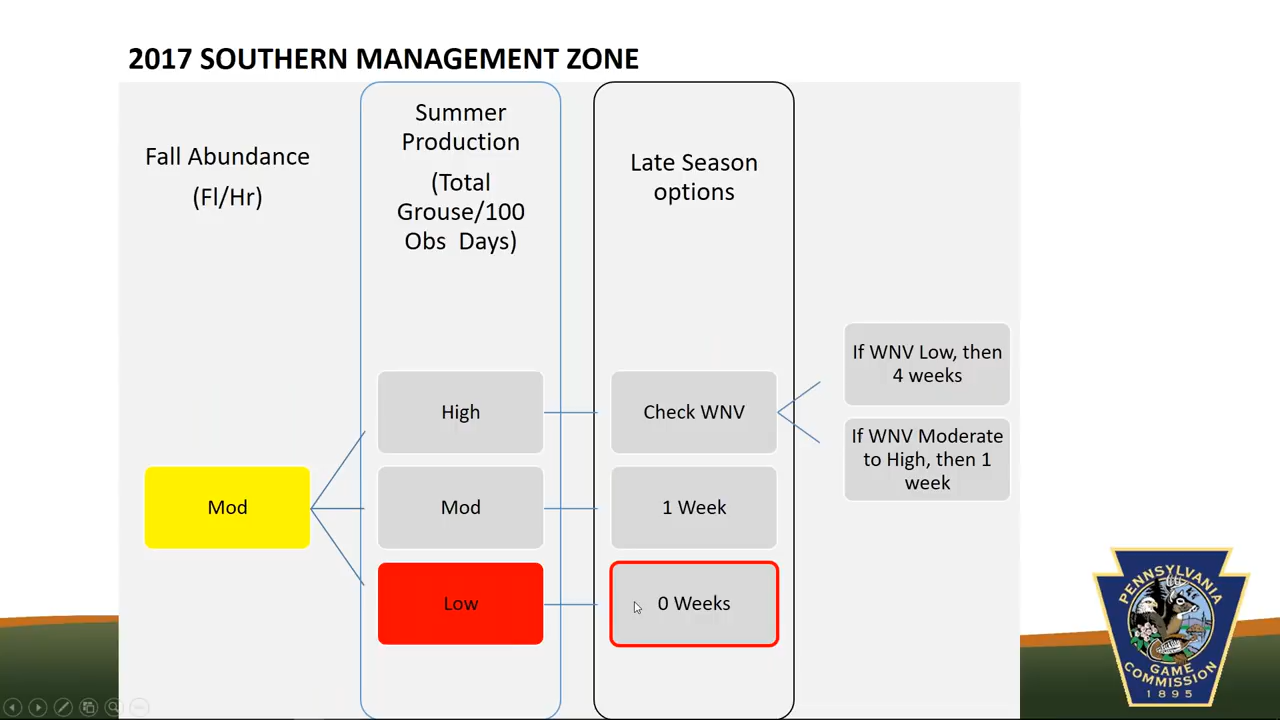 2017 SOUTHERN MANAGEMENT ZONE
Fall Abundance
(Fl/Hr)
Summer
Production
(Total
Grouse/100
Obs Days)
Late Season
options
High
Check WNV
If WNV Low, then
4 weeks
If WNV Moderate
to High, then 1
week
Mod
Mod
1 Week
Low
0 Weeks
PENNSYLVANIA
GAME
COMMISSION
1895